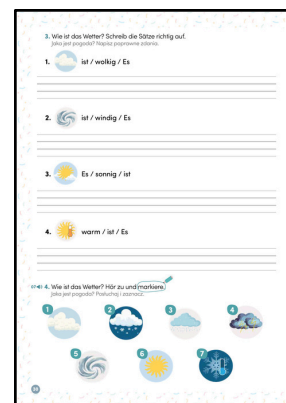 3. Wie ist das Wetter? Schreib die Sätze richtig auf.
Jaka jest pogoda? Napisz poprawne zdania.
1. ist / wolkig / Es
2. ist / windig / Es
3. Es / sonnig / ist
4. warm / ist / Es
4. Wie ist das Wetter? Hör zu und markiere.
Jaka jest pogoda? Posłuchaj i zaznacz.
1 2 3 4
5 6 7